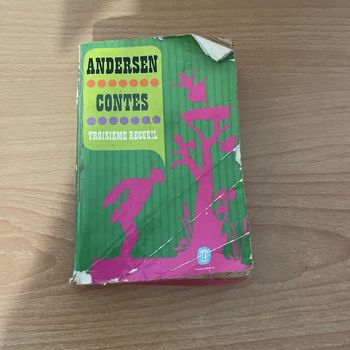 ANDERSEN
CONTES
TROISIEME RECUEIL